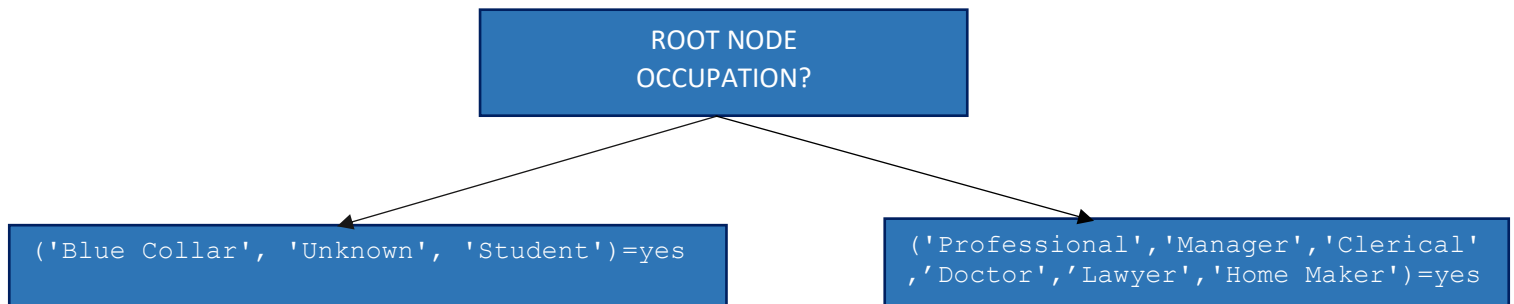 ROOT NODE
OCCUPATION?
('Blue Collar', 'Unknown', 'Student')=yes
('Professional','Manager','Clerical'
,’Doctor',’Lawyer','Home Maker')=yes